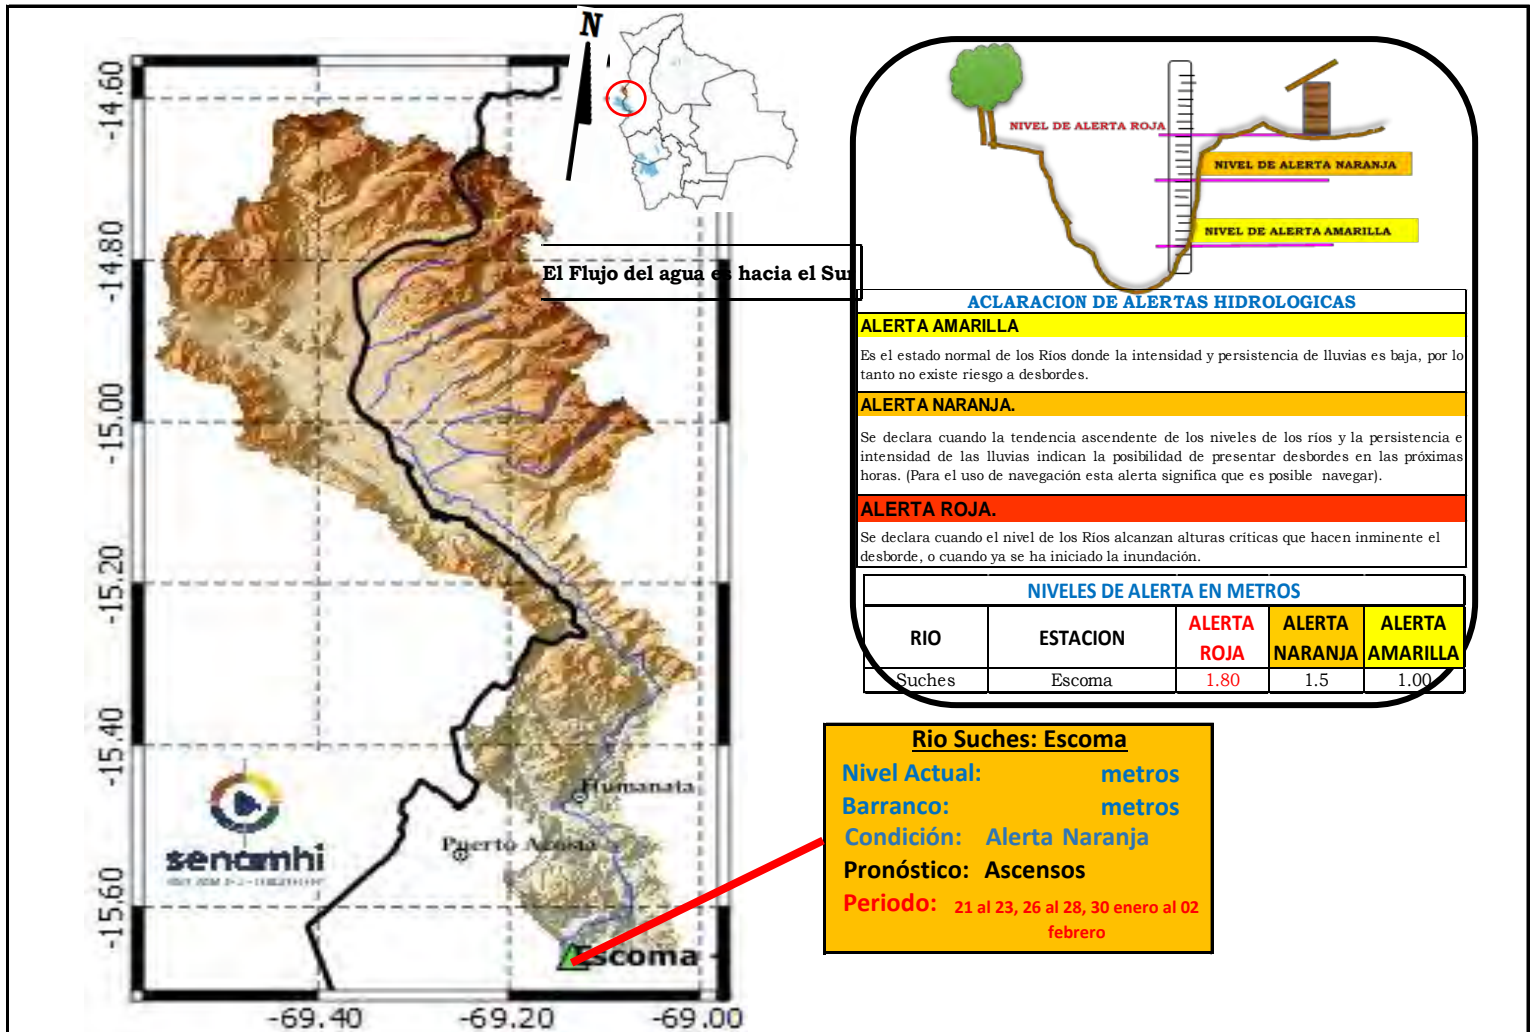 N
-14.60
-14.80
-15.00
-15.20
-15.40
-15.60
-69.40
-69.20
-69.00
El Flujo del agua es hacia el Sur
Humanata
Puerto Acosta
Escoma
senamhi
NIVEL DE ALERTA ROJA
NIVEL DE ALERTA NARANJA
NIVEL DE ALERTA AMARILLA
ACLARACION DE ALERTAS HIDROLOGICAS
ALERTA AMARILLA
Es el estado normal de los Ríos donde la intensidad y persistencia de lluvias es baja, por lo
tanto no existe riesgo a desbordes.
ALERTA NARANJA.
Se declara cuando la tendencia ascendente de los niveles de los ríos y la persistencia e
intensidad de las lluvias indican la posibilidad de presentar desbordes en las próximas
horas. (Para el uso de navegación esta alerta significa que es posible navegar).
ALERTA ROJA.
Se declara cuando el nivel de los Ríos alcanzan alturas críticas que hacen inminente el
desborde, o cuando ya se ha iniciado la inundación.
NIVELES DE ALERTA EN METROS
RIO ESTACION ALERTA ROJA ALERTA NARANJA ALERTA AMARILLA
Suches Escoma 1.80 1.5 1.00
Rio Suches: Escoma
Nivel Actual: metros
Barranco: metros
Condición: Alerta Naranja
Pronóstico: Ascensos
Periodo: 21 al 23, 26 al 28, 30 enero al 02
febrero